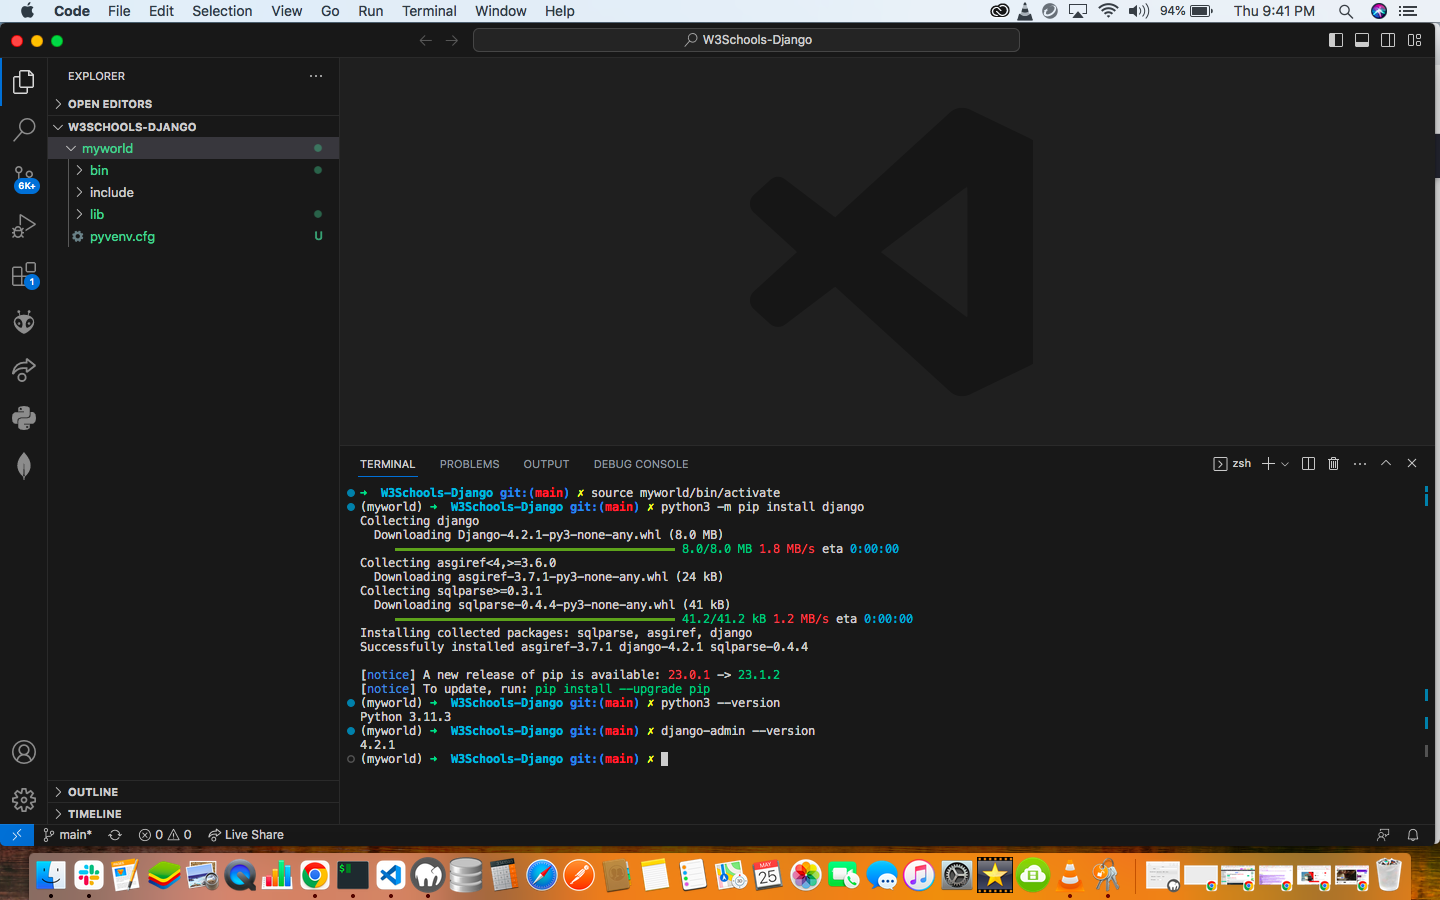 Code File Edit Selection View Go Run Terminal Window Help 94% Thu 9:41 PM
W3Schools-Django
EXPLORER
OPEN EDITORS
W3SCHOOLS-DJANGO
myworld
bin
include
lib
pyvenv.cfg U
6K+
1
OUTLINE
TIMELINE
TERMINAL PROBLEMS OUTPUT DEBUG CONSOLE zsh
➜ W3Schools-Django git:(main) ✗ source myworld/bin/activate
(myworld) ➜ W3Schools-Django git:(main) ✗ python3 -m pip install django
Collecting django
Downloading Django-4.2.1-py3-none-any.whl (8.0 MB)
8.0/8.0 MB 1.8 MB/s eta 0:00:00
Collecting asgiref<4,>=3.6.0
Downloading asgiref-3.7.1-py3-none-any.whl (24 kB)
Collecting sqlparse>=0.3.1
Downloading sqlparse-0.4.4-py3-none-any.whl (41 kB)
41.2/41.2 kB 1.2 MB/s eta 0:00:00
Installing collected packages: sqlparse, asgiref, django
Successfully installed asgiref-3.7.1 django-4.2.1 sqlparse-0.4.4
[notice] A new release of pip is available: 23.0.1 -> 23.1.2
[notice] To update, run: pip install --upgrade pip
(myworld) ➜ W3Schools-Django git:(main) ✗ python3 --version
Python 3.11.3
(myworld) ➜ W3Schools-Django git:(main) ✗ django-admin --version
4.2.1
(myworld) ➜ W3Schools-Django git:(main) ✗
main* 0 0 Live Share
MAY
25